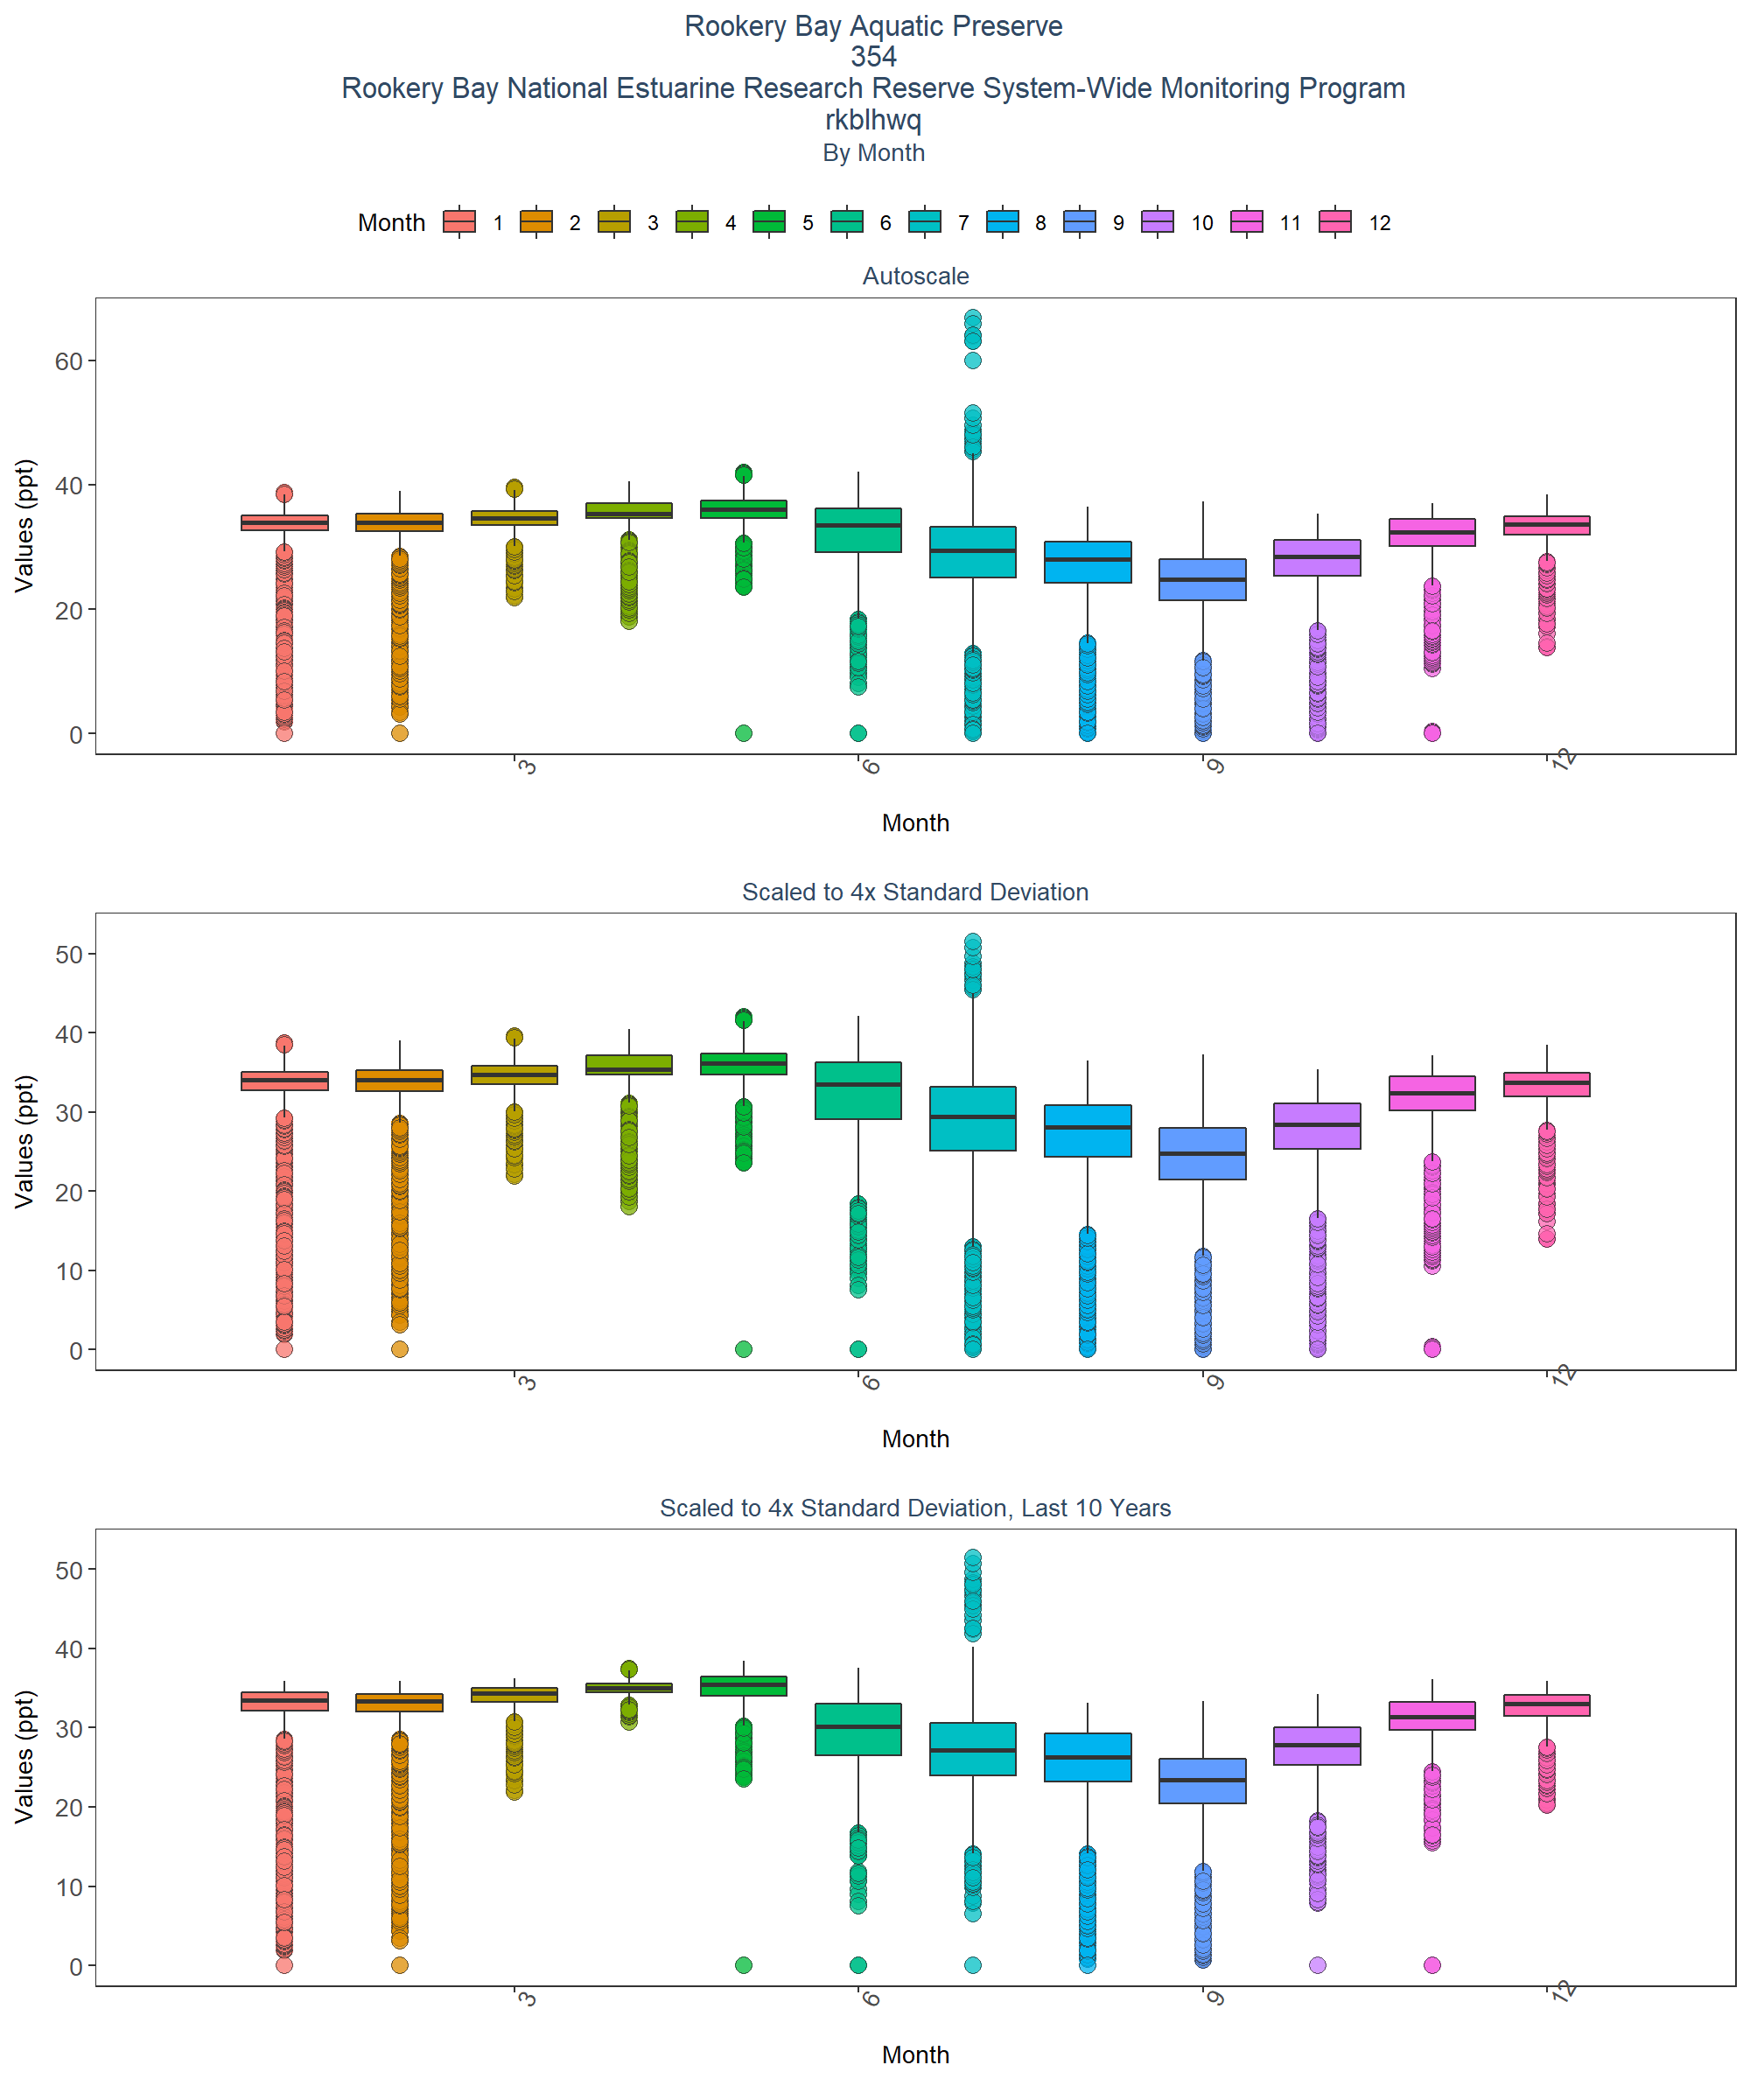 Rookery Bay Aquatic Preserve
354
Rookery Bay National Estuarine Research Reserve System-Wide Monitoring Program
rkblhwq
By Month
Month 1 2 3 4 5 6 7 8 9 10 11 12
Autoscale
Values (ppt)
60
40
20
0
3 6 9 12
Month
Scaled to 4x Standard Deviation
Values (ppt)
50
40
30
20
10
0
3 6 9 12
Month
Scaled to 4x Standard Deviation, Last 10 Years
Values (ppt)
50
40
30
20
10
0
3 6 9 12
Month